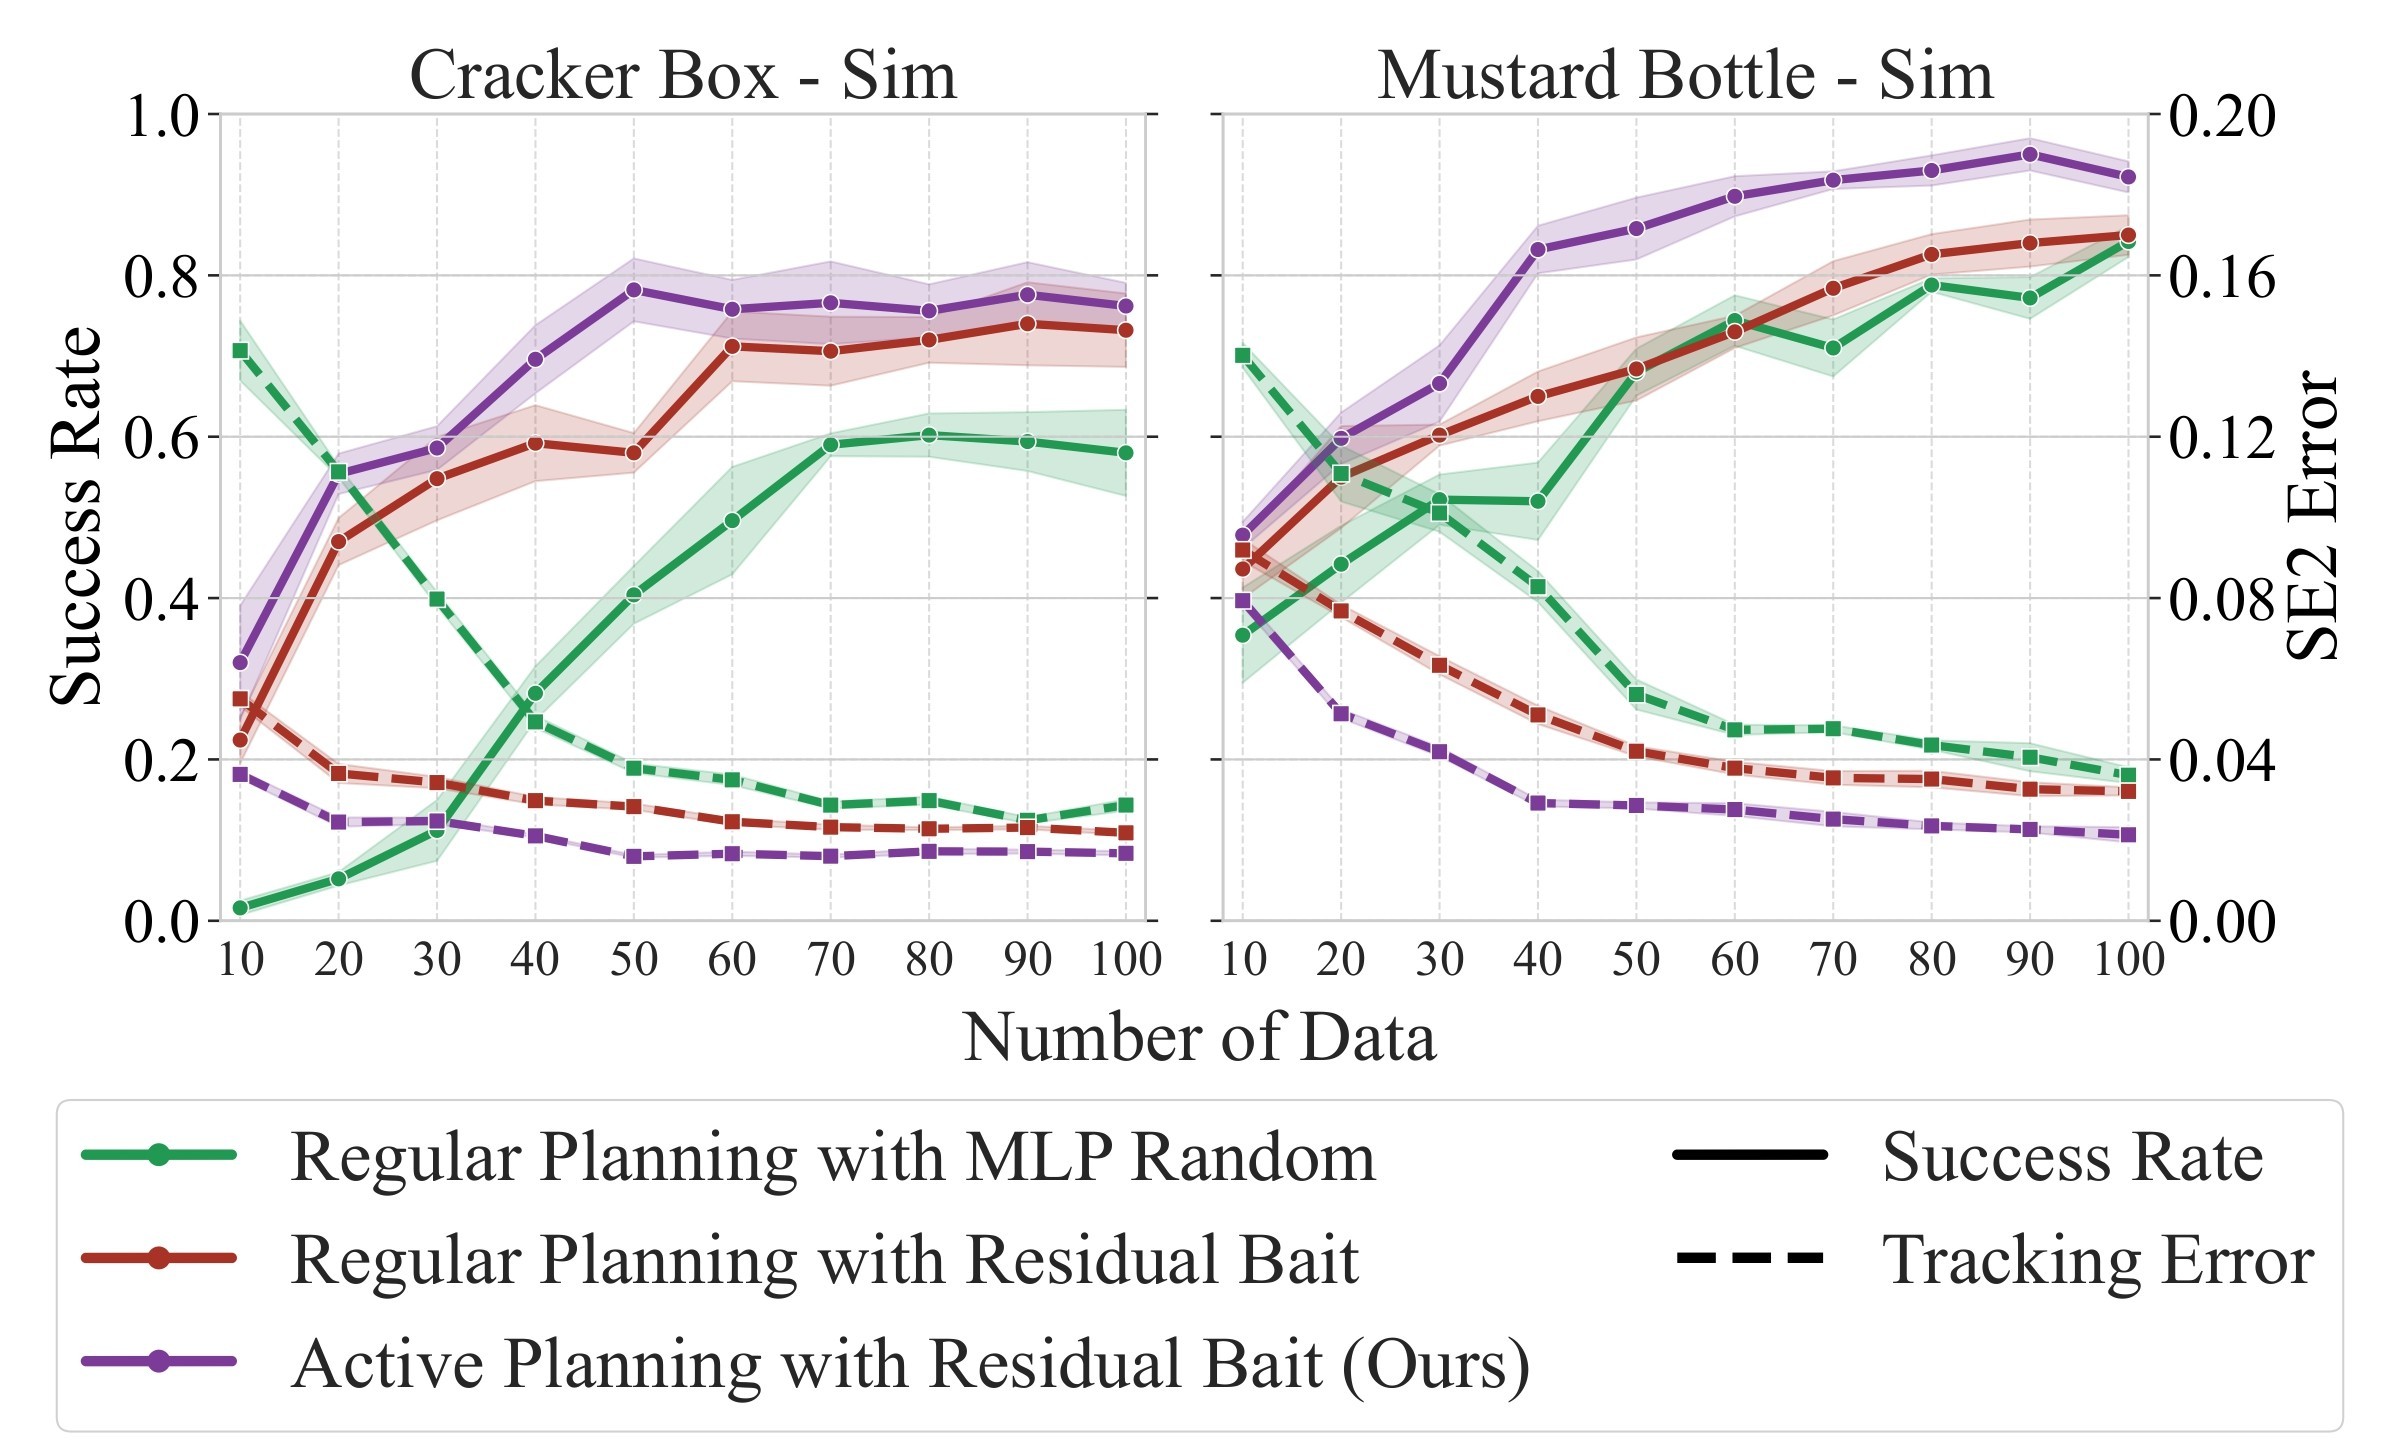 Cracker Box - Sim
Mustard Bottle - Sim
1.0
0.8
0.6
0.4
0.2
0.0
Success Rate
0.20
0.16
0.12
0.08
0.04
0.00
SE2 Error
10 20 30 40 50 60 70 80 90 100
10 20 30 40 50 60 70 80 90 100
Number of Data
Regular Planning with MLP Random
Regular Planning with Residual Bait
Active Planning with Residual Bait (Ours)
Success Rate
Tracking Error